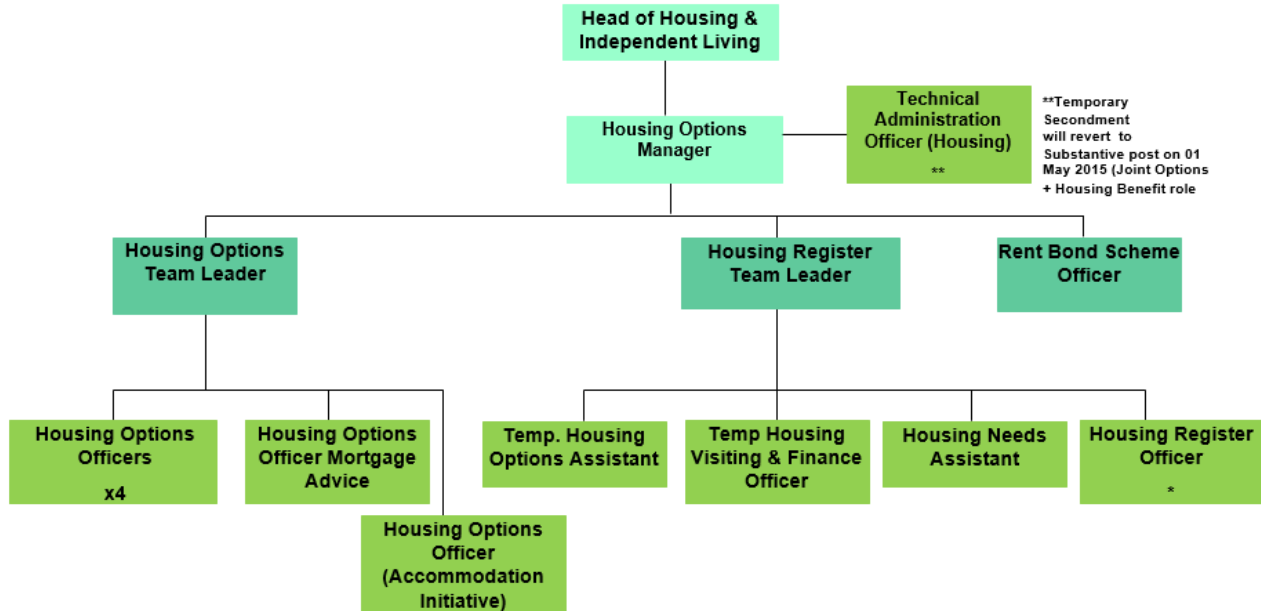 Head of Housing &
Independent Living
Technical
Administration
Officer (Housing)
**
**Temporary
Secondment
will revert to
Substantive post on 01
May 2015 (Joint Options
+ Housing Benefit role
Housing Options
Manager
Housing Options
Team Leader
Housing Register
Team Leader
Rent Bond Scheme
Officer
Housing Options
Officers
x4
Housing Options
Officer Mortgage
Advice
Housing Options
Officer
(Accommodation
Initiative)
Temp. Housing
Options Assistant
Temp Housing
Visiting & Finance
Officer
Housing Needs
Assistant
Housing Register
Officer
*